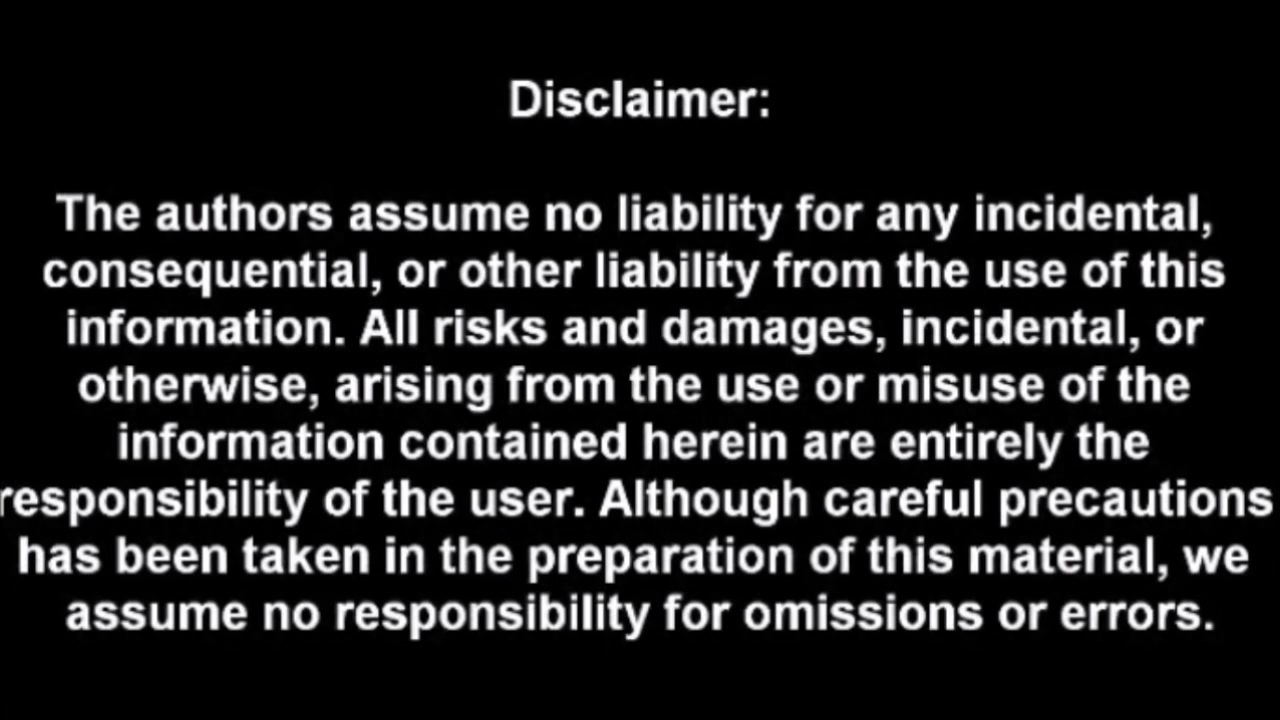 Disclaimer:
The authors assume no liability for any incidental,
consequential, or other liability from the use of this
information. All risks and damages, incidental, or
otherwise, arising from the use or misuse of the
information contained herein are entirely the
responsibility of the user. Although careful precautions
has been taken in the preparation of this material, we
assume no responsibility for omissions or errors.